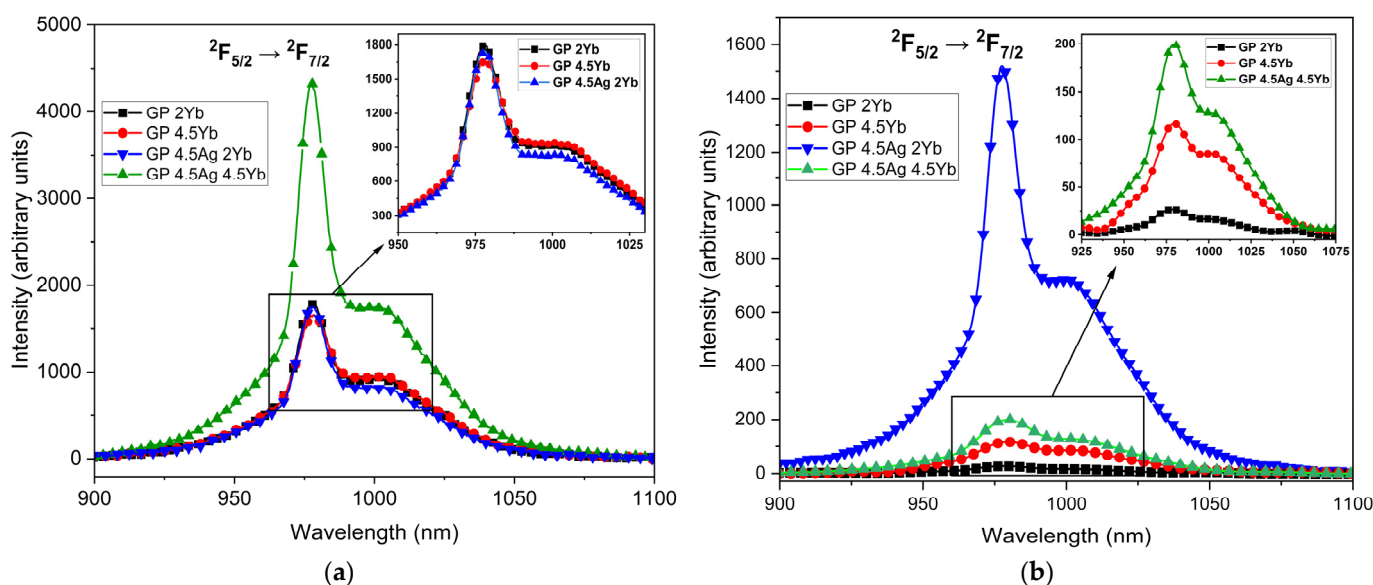 5000
4000
3000
2000
1000
0
Intensity (arbitrary units)
²F₅/₂ → ²F₇/₂
GP 2Yb
GP 4.5Yb
GP 4.5Ag 2Yb
GP 4.5Ag 4.5Yb
1800
1500
1200
900
600
300
950 975 1000 1025
GP 2Yb
GP 4.5Yb
GP 4.5Ag 2Yb
900 950 1000 1050 1100
Wavelength (nm)
(a)
1600
1400
1200
1000
800
600
400
200
0
Intensity (arbitrary units)
²F₅/₂ → ²F₇/₂
GP 2Yb
GP 4.5Yb
GP 4.5Ag 2Yb
GP 4.5Ag 4.5Yb
200
150
100
50
0
925 950 975 1000 1025 1050 1075
GP 2Yb
GP 4.5Yb
GP 4.5Ag 4.5Yb
900 950 1000 1050 1100
Wavelength (nm)
(b)